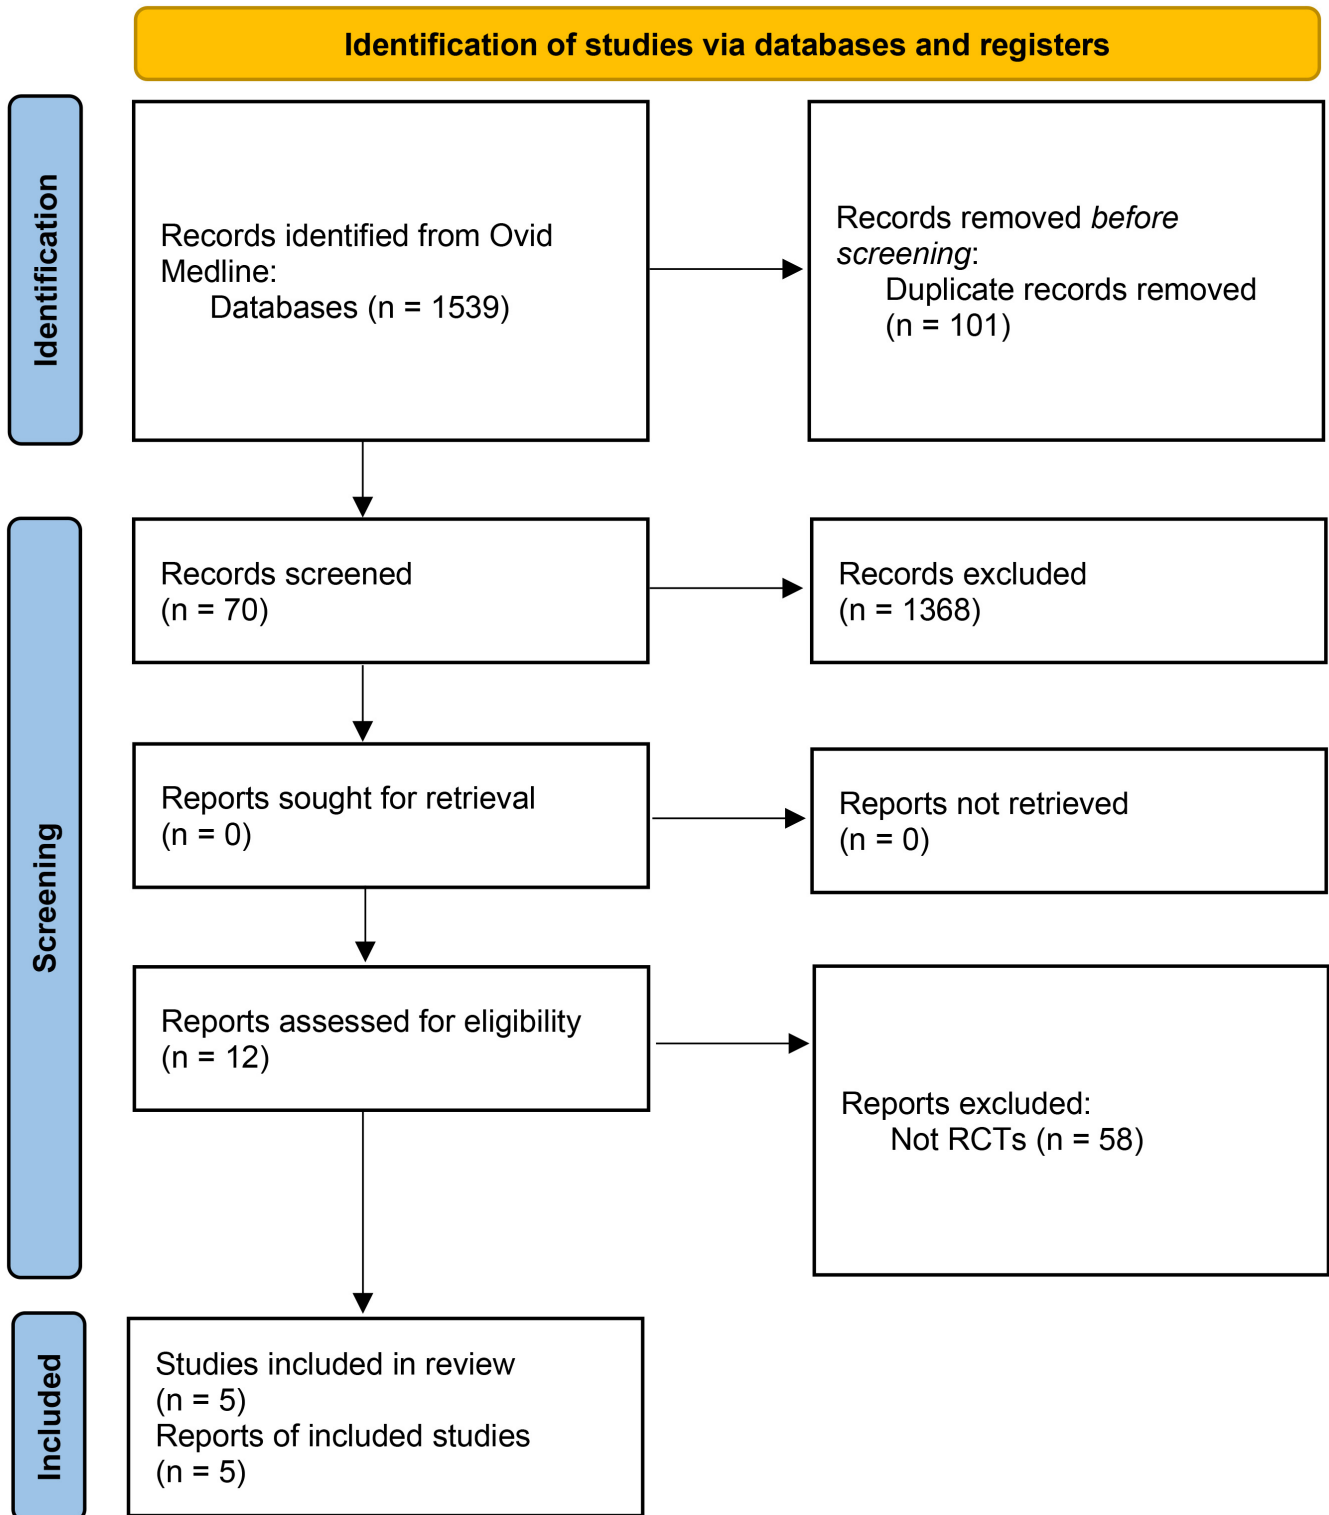 Identification of studies via databases and registers
Identification
Records identified from Ovid
Medline:
Databases (n = 1539)
Records removed before
screening:
Duplicate records removed
(n = 101)
Screening
Records screened
(n = 70)
Records excluded
(n = 1368)
Reports sought for retrieval
(n = 0)
Reports not retrieved
(n = 0)
Reports assessed for eligibility
(n = 12)
Reports excluded:
Not RCTs (n = 58)
Included
Studies included in review
(n = 5)
Reports of included studies
(n = 5)